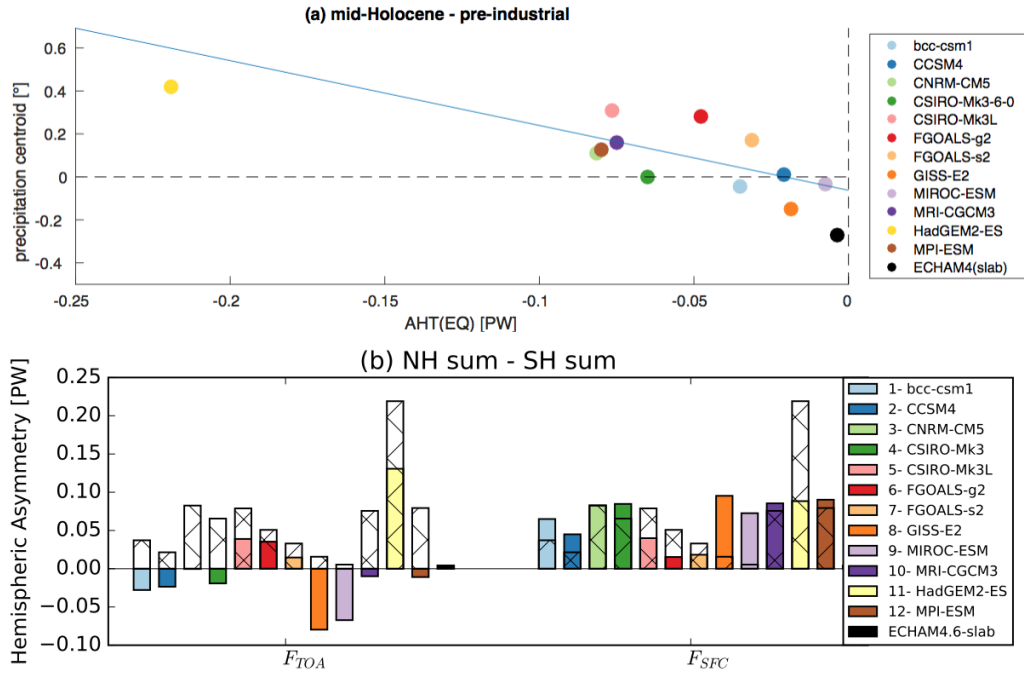 (a) mid-Holocene - pre-industrial
precipitation centroid [°]
0.6
0.4
0.2
0
-0.2
-0.4
-0.25
-0.2
-0.15
-0.1
-0.05
0
AHT(EQ) [PW]
bcc-csm1
CCSM4
CNRM-CM5
CSIRO-Mk3-6-0
CSIRO-Mk3L
FGOALS-g2
FGOALS-s2
GISS-E2
MIROC-ESM
MRI-CGCM3
HadGEM2-ES
MPI-ESM
ECHAM4(slab)
(b) NH sum - SH sum
Hemispheric Asymmetry [PW]
0.25
0.20
0.15
0.10
0.05
0.00
−0.05
−0.10
F_TOA
F_SFC
1- bcc-csm1
2- CCSM4
3- CNRM-CM5
4- CSIRO-Mk3
5- CSIRO-Mk3L
6- FGOALS-g2
7- FGOALS-s2
8- GISS-E2
9- MIROC-ESM
10- MRI-CGCM3
11- HadGEM2-ES
12- MPI-ESM
ECHAM4.6-slab